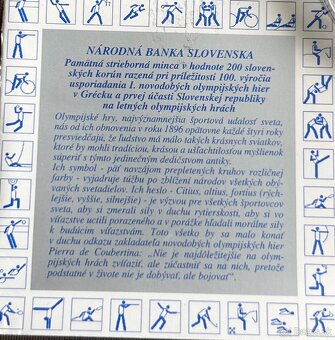 NÁRODNÁ BANKA SLOVENSKA
Pamätná strieborná minca v hodnote 200 sloven-
ských korún razená pri príležitosti 100. výročia
usporiadania I. novodobých olympijských hier
v Grécku a prvej účasti Slovenskej republiky
na letných olympijských hrách
Olympijské hry, najvýznamnejšia športová udalosť sveta,
nás od ich obnovenia v roku 1896 opätovne každé štyri roky
presviedčajú, že ľudstvo má málo takých krásnych sviatkov,
ktoré by mohli tradíciou, krásou a ušľachtilosťou myšlienok
súperiť s týmto jedinečným dedičstvom antiky.
Ich symbol - päť navzájom prepletených kruhov rozličnej
farby - vyjadruje túžbu po zblížení národov všetkých obý-
vaných svetadielov. Ich heslo - Citius, altius, fortius (rých-
lejšie, vyššie, silnejšie) - je výzvou pre všetkých športovcov
sveta, aby si zmerali sily v duchu rytierskosti, aby si vo
víťazstve uctili porazeného a v porážke hľadali morálne sily
k budúcim víťazstvám. Toto všetko by sa malo konať
v duchu odkazu zakladateľa novodobých olympijských hier
Pierra de Coubertina: „Nie je najdôležitejšie na olym-
pijských hrách zvíťaziť, ale zúčastniť sa na nich, pretože
podstatné v živote nie je dobývať, ale bojovať".